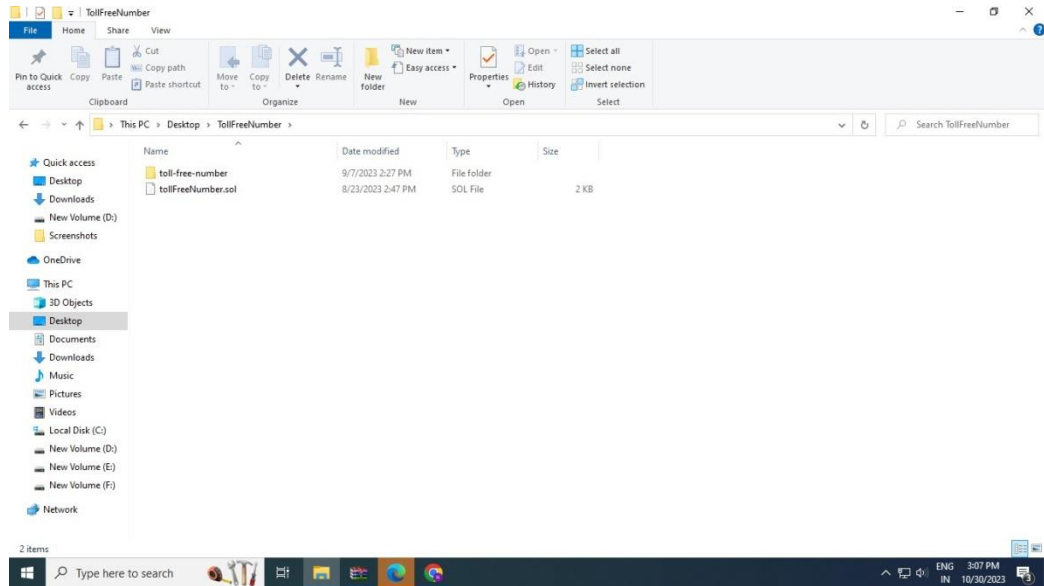 TollFreeNumber
File Home Share View
Pin to Quick access
Copy
Paste
Cut
Copy path
Paste shortcut
Clipboard
Move to
Copy to
Delete
Rename
Organize
New folder
New item
Easy access
New
Properties
Open
Edit
History
Open
Select all
Select none
Invert selection
Select
This PC > Desktop > TollFreeNumber >
Search TollFreeNumber
Name Date modified Type Size
toll-free-number 9/7/2023 2:27 PM File folder
tollFreeNumber.sol 8/23/2023 2:47 PM SOL File 2 KB
Quick access
Desktop
Downloads
New Volume (D:)
Screenshots
OneDrive
This PC
3D Objects
Desktop
Documents
Downloads
Music
Pictures
Videos
Local Disk (C:)
New Volume (D:)
New Volume (E:)
New Volume (F:)
Network
2 items
Type here to search
ENG 3:07 PM
IN 10/30/2023
3